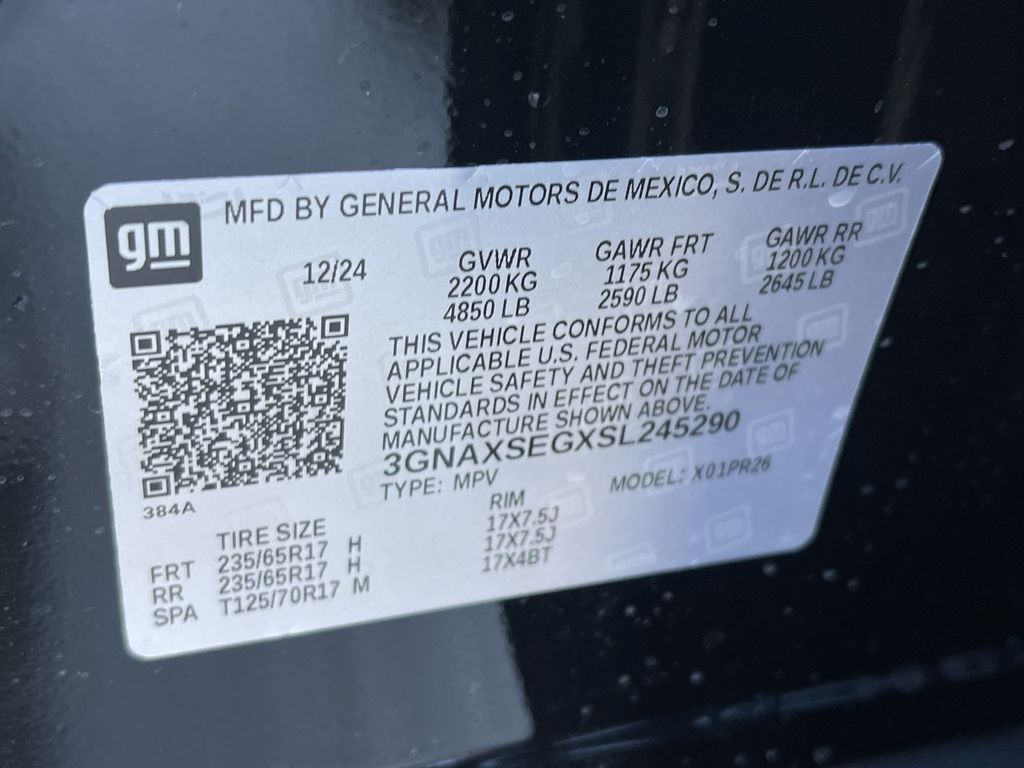 gm
MFD BY GENERAL MOTORS DE MEXICO, S. DE R.L. DE C.V.
12/24 GVWR GAWR FRT GAWR RR
2200 KG 1175 KG 1200 KG
4850 LB 2590 LB 2645 LB
THIS VEHICLE CONFORMS TO ALL
APPLICABLE U.S. FEDERAL MOTOR
VEHICLE SAFETY AND THEFT PREVENTION
STANDARDS IN EFFECT ON THE DATE OF
MANUFACTURE SHOWN ABOVE.
3GNAXSEGXSL245290
TYPE: MPV MODEL: X01PR26
384A
TIRE SIZE RIM
FRT 235/65R17 H 17X7.5J
RR 235/65R17 H 17X7.5J
SPA T125/70R17 M 17X4BT